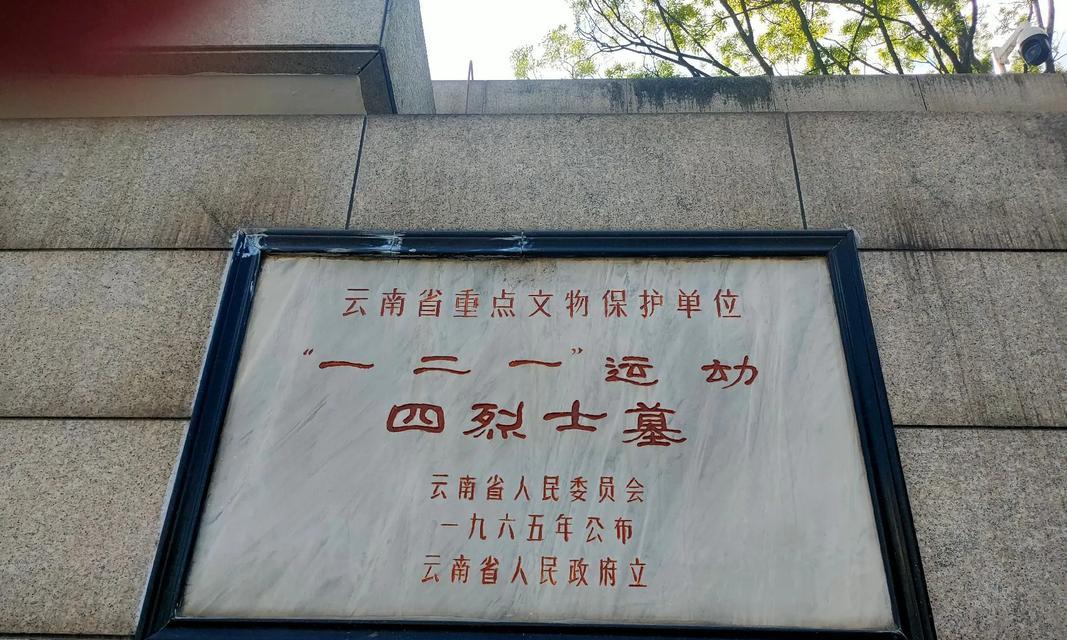 云南省重点文物保护单位
“一二一”运动
四烈士墓
云南省人民委员会
一九六五年公布
云南省人民政府立